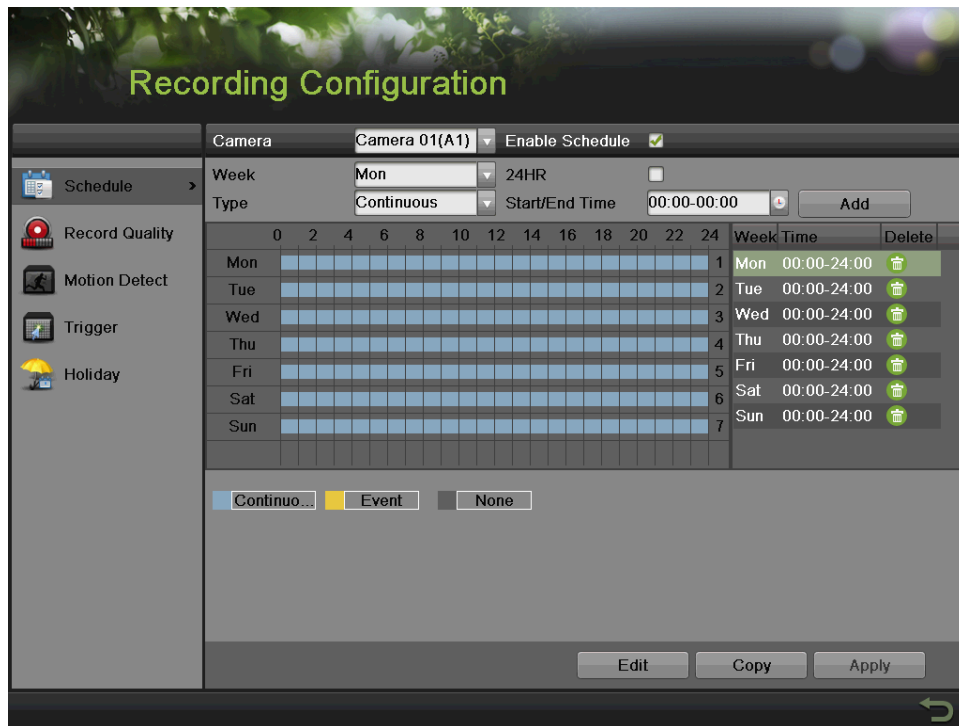 Recording Configuration
Camera Camera 01(A1) Enable Schedule
Schedule
Record Quality
Motion Detect
Trigger
Holiday
Week Mon 24HR
Type Continuous Start/End Time 00:00-00:00 Add
0 2 4 6 8 10 12 14 16 18 20 22 24
Mon 1
Tue 2
Wed 3
Thu 4
Fri 5
Sat 6
Sun 7
Week Time Delete
Mon 00:00-24:00
Tue 00:00-24:00
Wed 00:00-24:00
Thu 00:00-24:00
Fri 00:00-24:00
Sat 00:00-24:00
Sun 00:00-24:00
Continuo... Event None
Edit Copy Apply